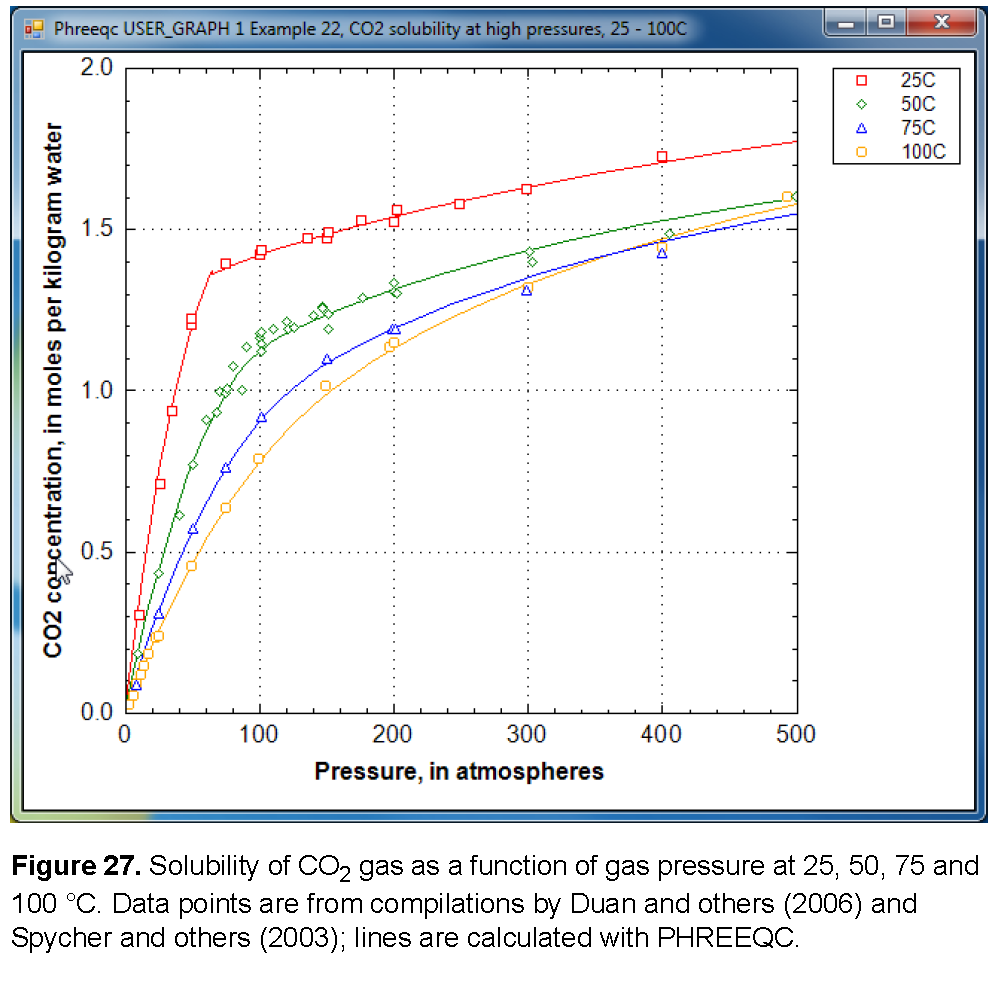 Phreeqc USER_GRAPH 1 Example 22, CO2 solubility at high pressures, 25 - 100C
2.0
1.5
1.0
0.5
0.0
CO2 concentration, in moles per kilogram water
0 100 200 300 400 500
Pressure, in atmospheres
25C
50C
75C
100C
Figure 27. Solubility of CO2 gas as a function of gas pressure at 25, 50, 75 and
100 °C. Data points are from compilations by Duan and others (2006) and
Spycher and others (2003); lines are calculated with PHREEQC.